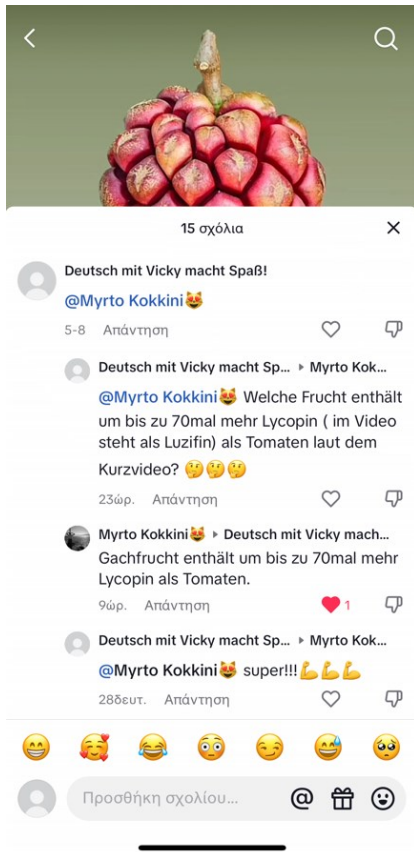 15 σχόλια
Deutsch mit Vicky macht Spaß!
@Myrto Kokkini😻
5-8 Απάντηση
Deutsch mit Vicky macht Sp... ▸ Myrto Kok...
@Myrto Kokkini😻 Welche Frucht enthält
um bis zu 70mal mehr Lycopin ( im Video
steht als Luzifin) als Tomaten laut dem
Kurzvideo? 🤔🤔🤔
23ώρ. Απάντηση
Myrto Kokkini😻 ▸ Deutsch mit Vicky mach...
Gachfrucht enthält um bis zu 70mal mehr
Lycopin als Tomaten.
9ώρ. Απάντηση
1
Deutsch mit Vicky macht Sp... ▸ Myrto Kok...
@Myrto Kokkini😻 super!!!💪💪💪
28δευτ. Απάντηση
Προσθήκη σχολίου...